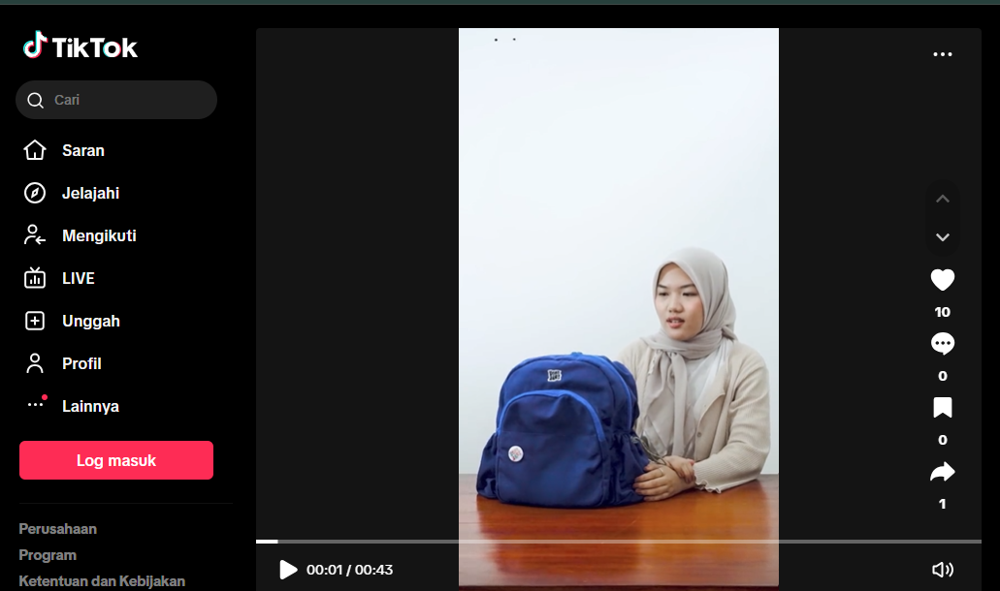 TikTok
Cari
Saran
Jelajahi
Mengikuti
LIVE
Unggah
Profil
Lainnya
Log masuk
Perusahaan
Program
Ketentuan dan Kebijakan
10
0
0
1
00:01 / 00:43